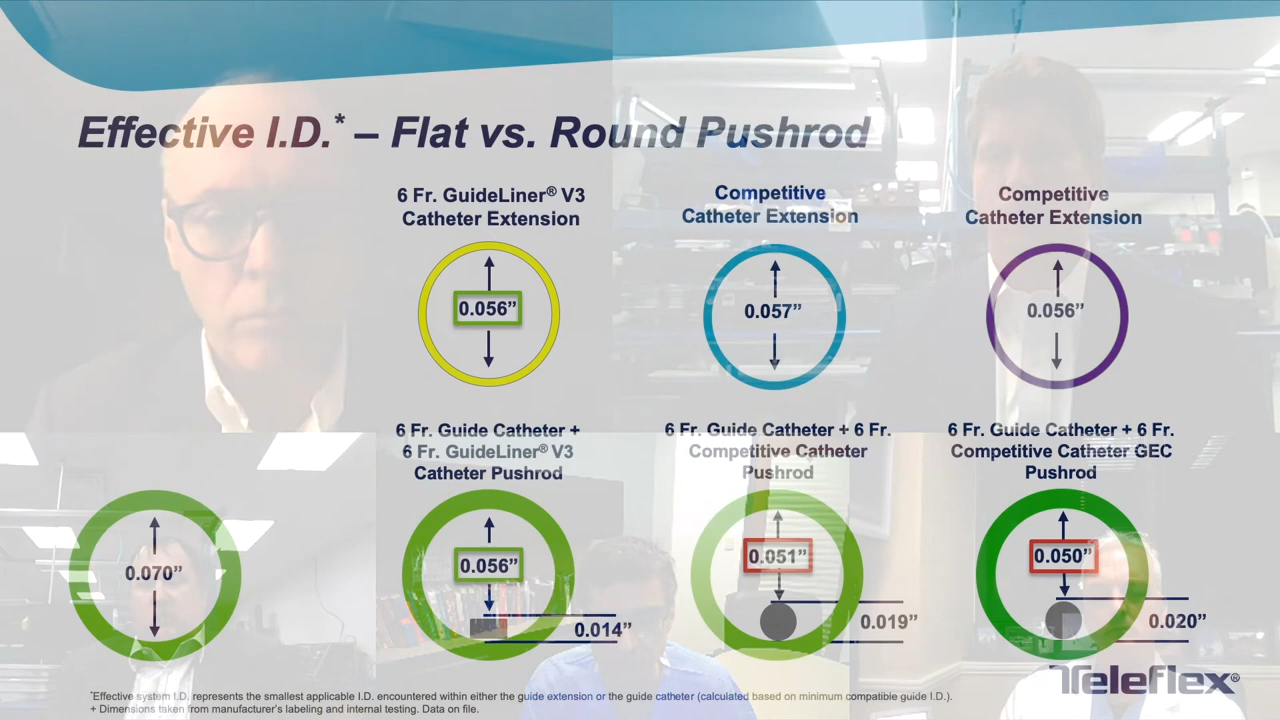 Effective I.D.* – Flat vs. Round Pushrod
6 Fr. GuideLiner® V3
Catheter Extension
Competitive
Catheter Extension
Competitive
Catheter Extension
0.056”
0.057”
0.056”
6 Fr. Guide Catheter +
6 Fr. GuideLiner® V3
Catheter Pushrod
6 Fr. Guide Catheter + 6 Fr.
Competitive Catheter
Pushrod
6 Fr. Guide Catheter + 6 Fr.
Competitive Catheter GEC
Pushrod
0.070”
0.056”
0.014”
0.051”
0.019”
0.050”
0.020”
Teleflex®
*Effective system I.D. represents the smallest applicable I.D. encountered within either the guide extension or the guide catheter (calculated based on minimum compatible guide I.D.).
+ Dimensions taken from manufacturer’s labeling and internal testing. Data on file.